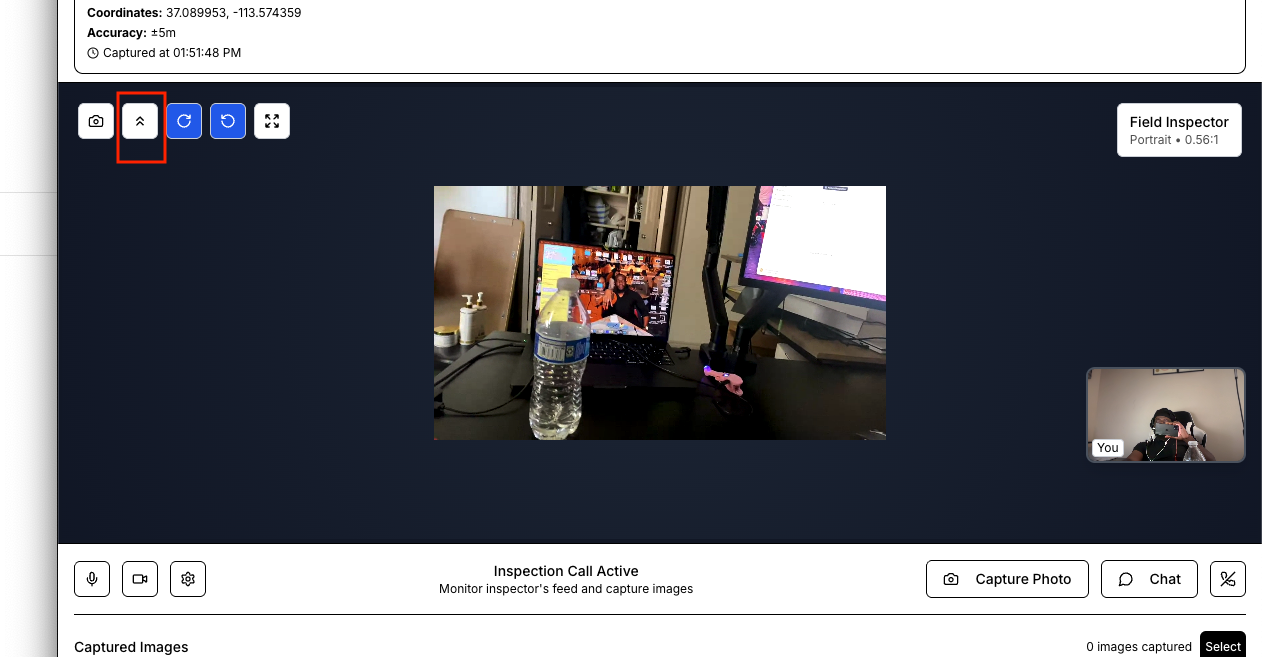 Coordinates: 37.089953, -113.574359
Accuracy: ±5m
Captured at 01:51:48 PM
Field Inspector
Portrait • 0.56:1
You
Inspection Call Active
Monitor inspector's feed and capture images
Capture Photo
Chat
Captured Images
0 images captured
Select